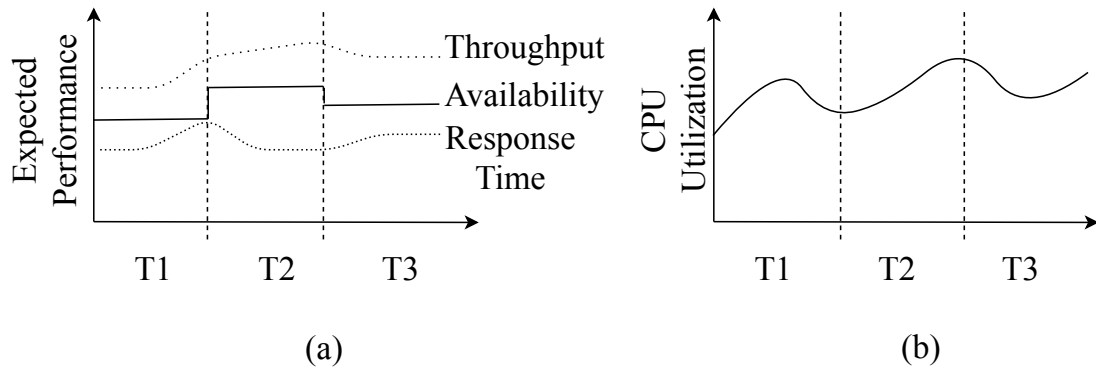 Expected
Performance
Throughput
Availability
Response
Time
T1
T2
T3
(a)
CPU
Utilization
T1
T2
T3
(b)